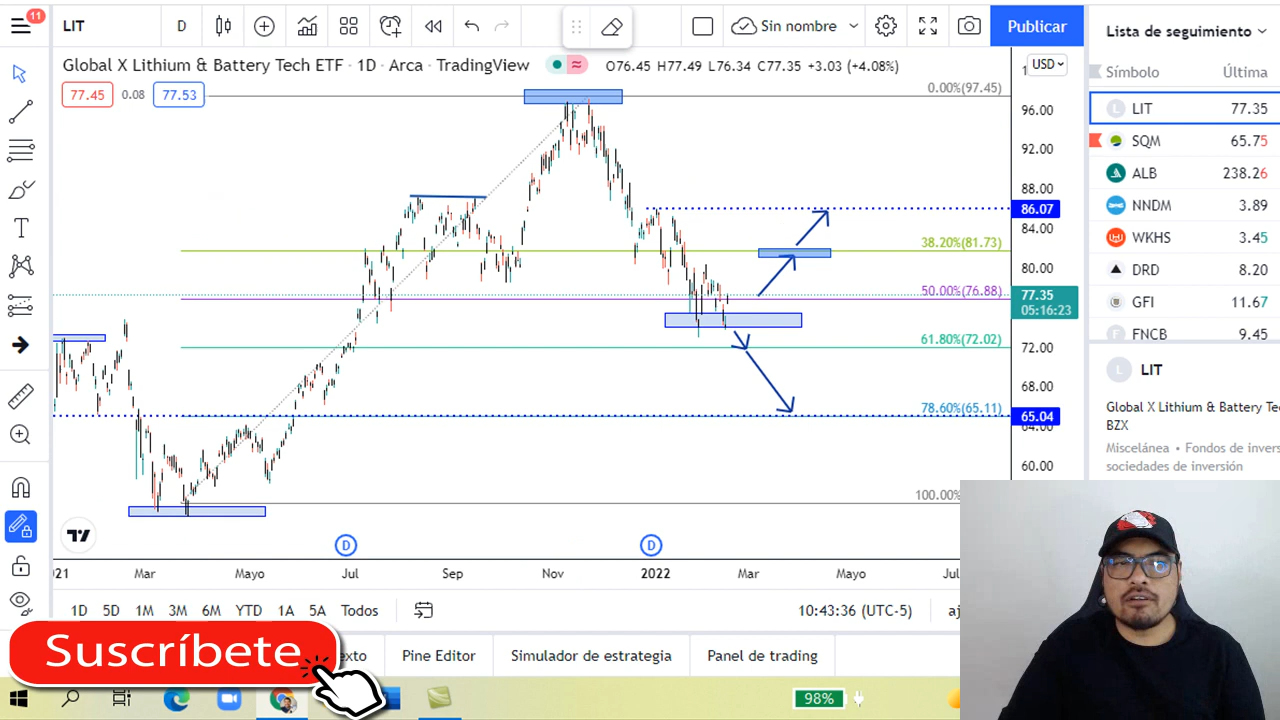 11
LIT
D
Sin nombre
Publicar
Lista de seguimiento
Global X Lithium & Battery Tech ETF · 1D · Arca · TradingView
O76.45 H77.49 L76.34 C77.35 +3.03 (+4.08%)
USD
77.45
0.08
77.53
0.00%(97.45)
38.20%(81.73)
50.00%(76.88)
61.80%(72.02)
78.60%(65.11)
100.00%
96.00
92.00
88.00
86.07
84.00
80.00
77.35
05:16:23
72.00
68.00
65.04
64.00
60.00
Símbolo Última
L LIT 77.35
SQM 65.75
ALB 238.26
NNDM 3.89
WKHS 3.45
DRD 8.20
GFI 11.67
FNCB 9.45
L LIT
Global X Lithium & Battery Tech
BZX
Miscelánea • Fondos de invers
sociedades de inversión
D
D
Mar Mayo Jul Sep Nov 2022 Mar Mayo Jul
1D 5D 1M 3M 6M YTD 1A 5A Todos
10:43:36 (UTC-5)
Suscríbete
Pine Editor
Simulador de estrategia
Panel de trading
98%